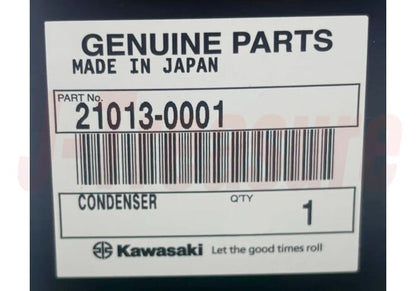 GENUINE PARTS
MADE IN JAPAN
PART No.
21013-0001
CONDENSER Q'TY 1
Kawasaki Let the good times roll